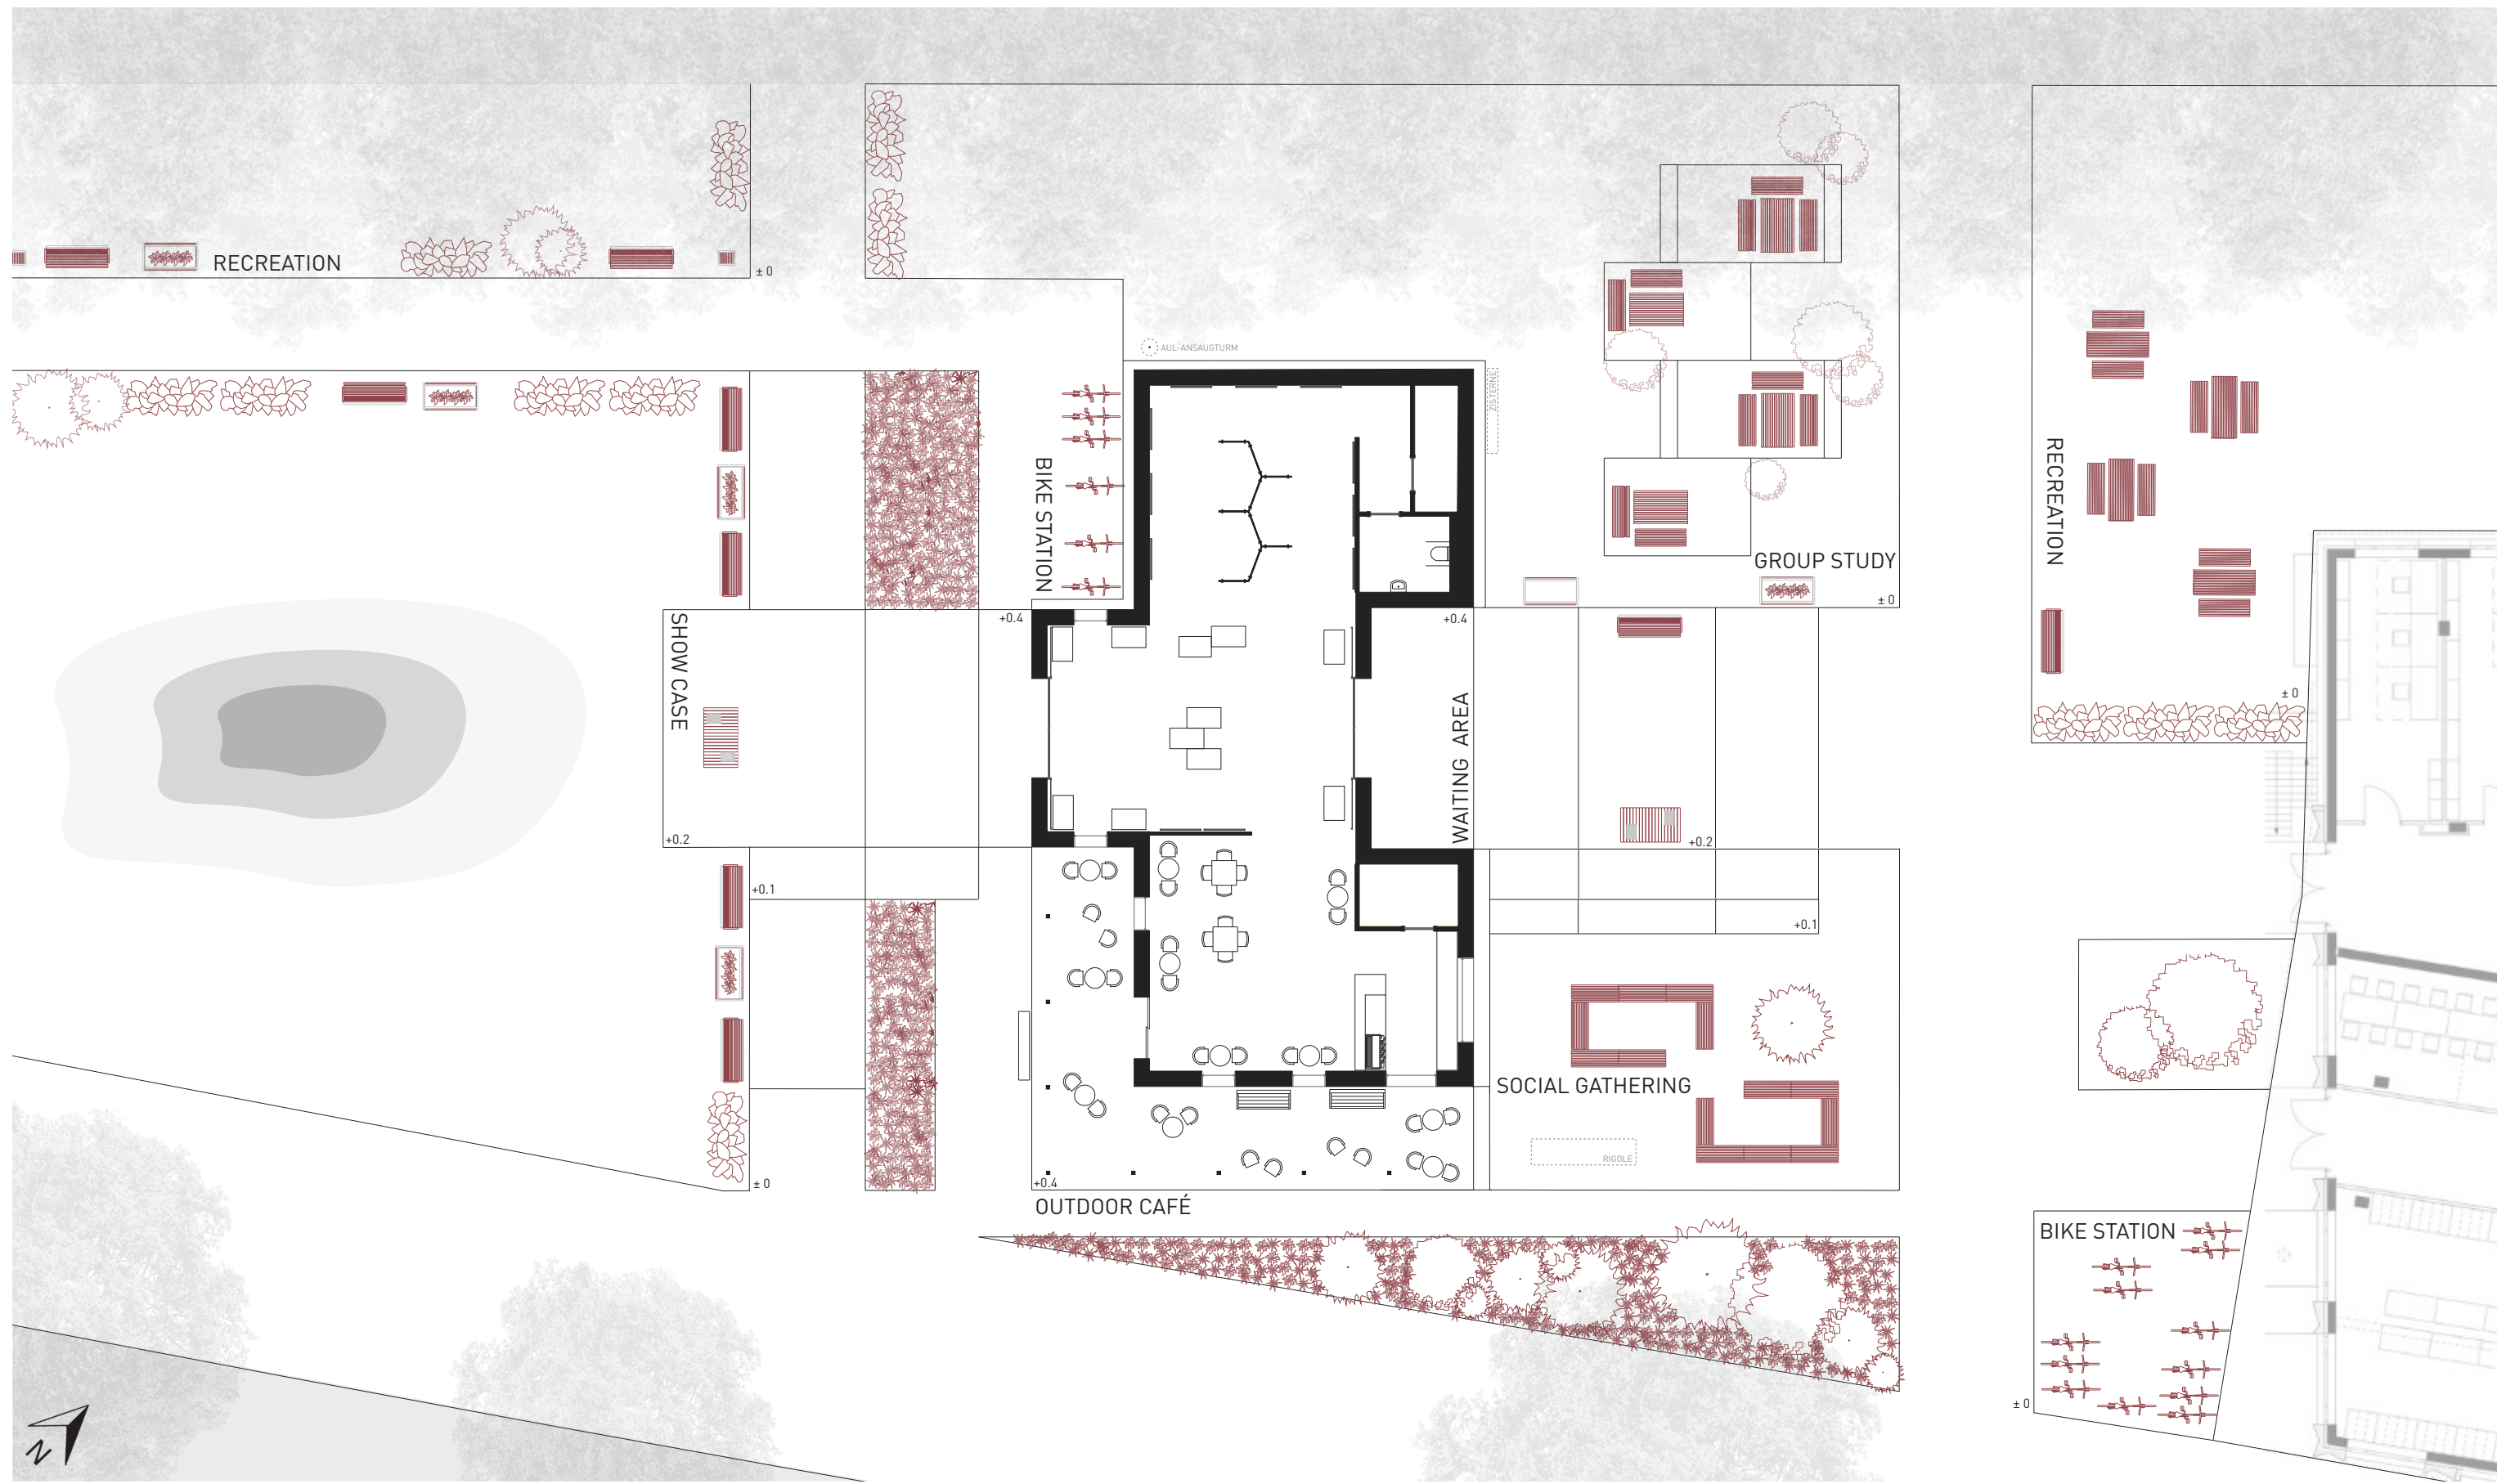 RECREATION
± 0
AUL-ANSAUGTURM
ZISTERNE
BIKE STATION
RECREATION
GROUP STUDY
± 0
SHOW CASE
+0.4
+0.4
± 0
WAITING AREA
+0.2
+0.2
+0.1
+0.1
SOCIAL GATHERING
RIGOLE
± 0
+0.4
OUTDOOR CAFÉ
BIKE STATION
± 0
N